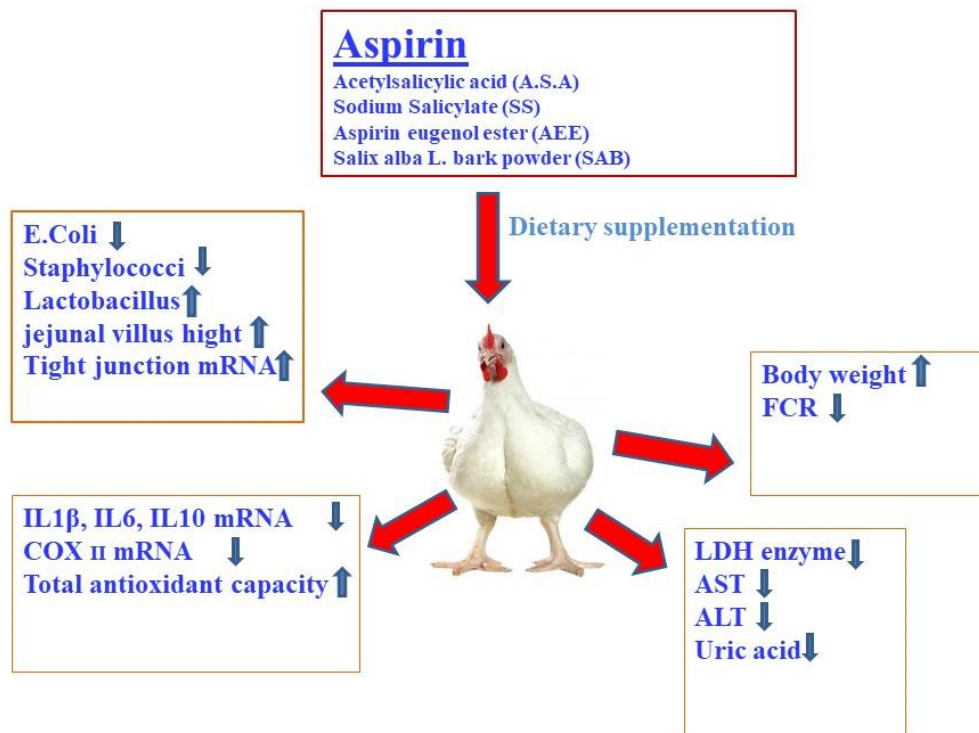 Aspirin
Acetylsalicylic acid (A.S.A)
Sodium Salicylate (SS)
Aspirin eugenol ester (AEE)
Salix alba L. bark powder (SAB)
Dietary supplementation
E.Coli ↓
Staphylococci ↓
Lactobacillus ↑
jejunal villus hight ↑
Tight junction mRNA ↑
Body weight ↑
FCR ↓
IL1β, IL6, IL10 mRNA ↓
COX II mRNA ↓
Total antioxidant capacity ↑
LDH enzyme ↓
AST ↓
ALT ↓
Uric acid ↓